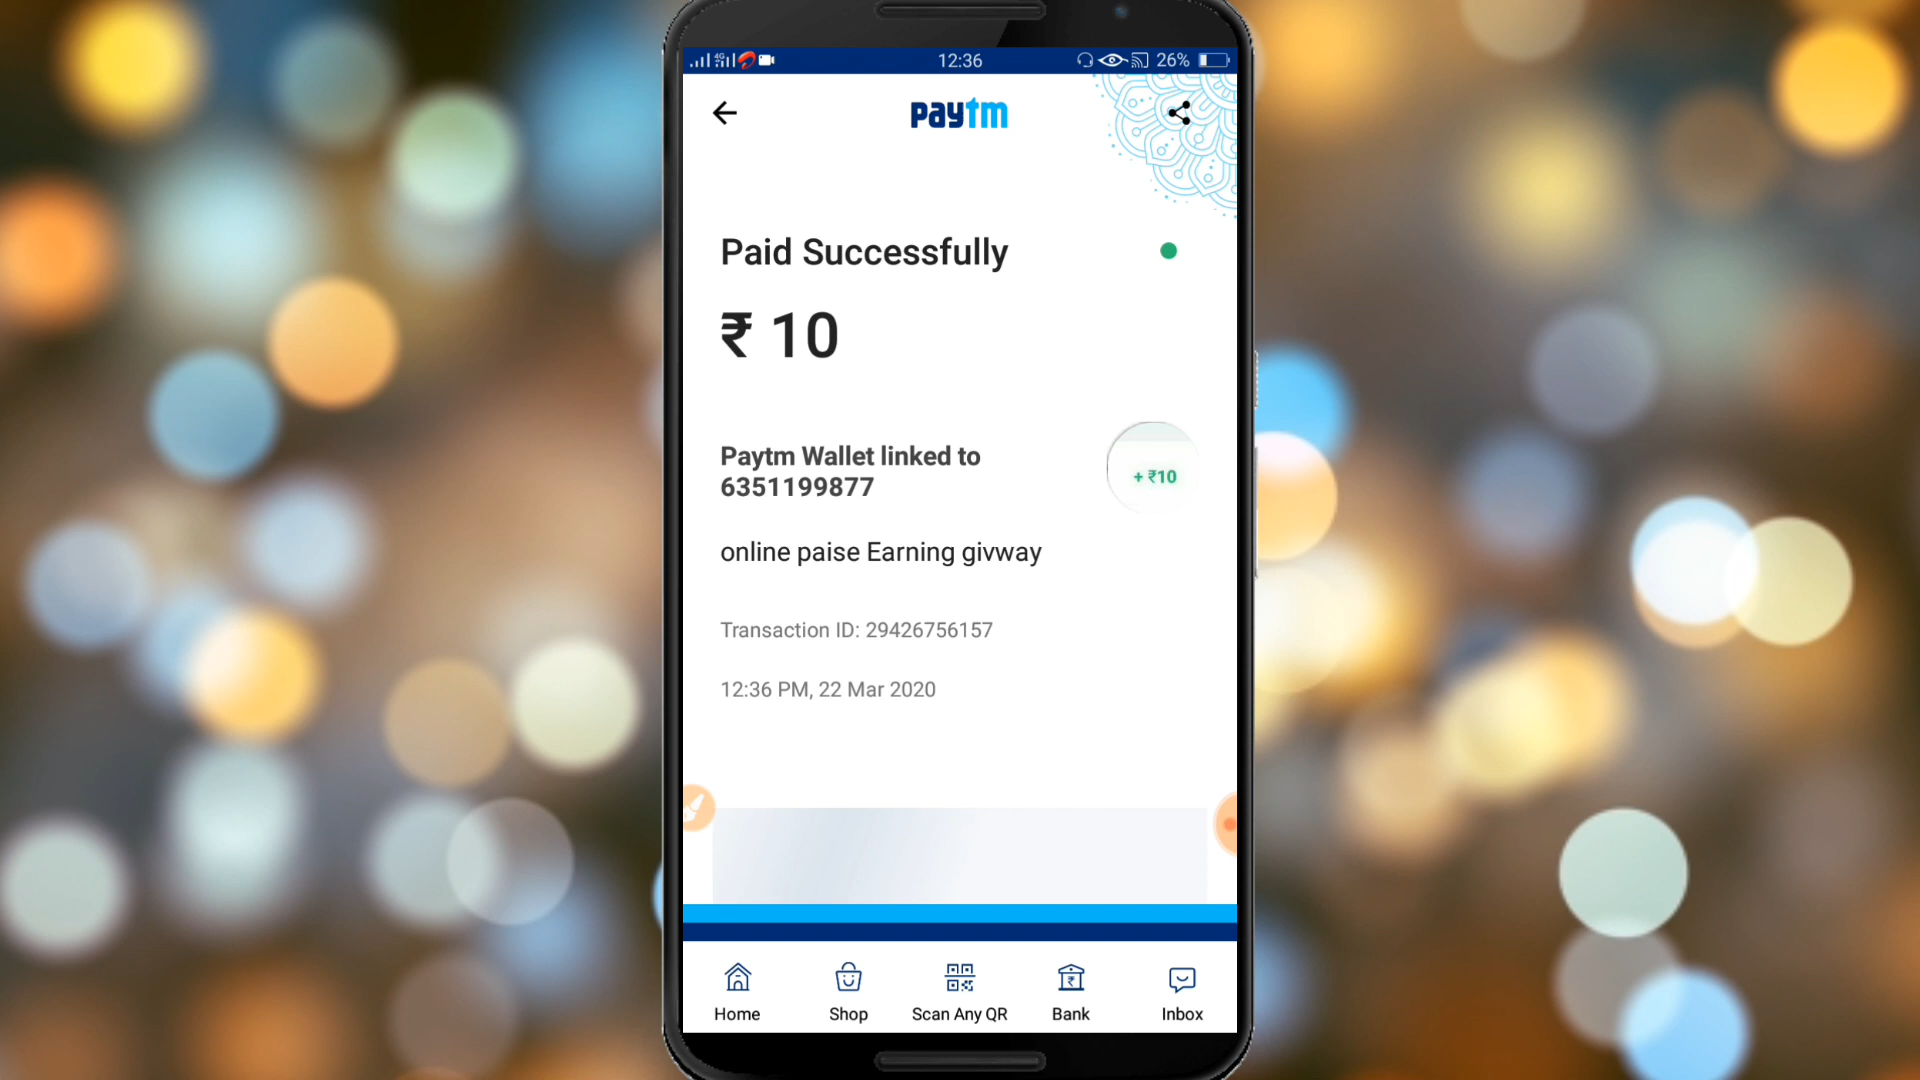 4G 12:36 26%
paytm
Paid Successfully
₹ 10
Paytm Wallet linked to
6351199877
+ ₹10
online paise Earning givway
Transaction ID: 29426756157
12:36 PM, 22 Mar 2020
Home Shop Scan Any QR Bank Inbox